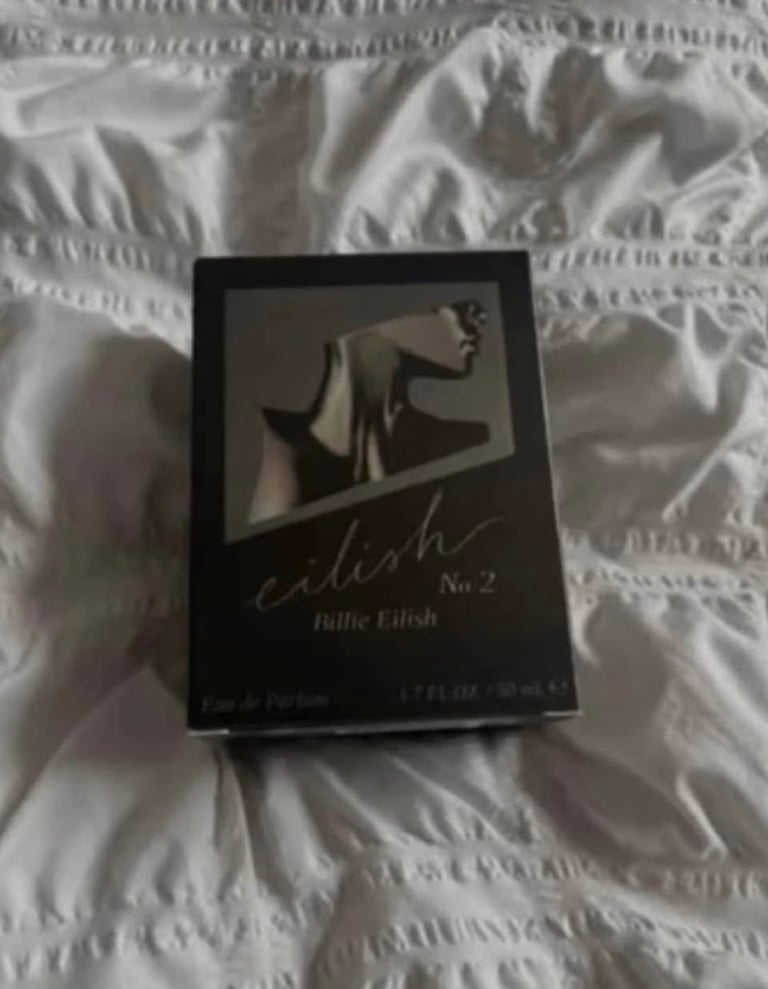 eilish
No. 2
Billie Eilish
Eau de Parfum 1.7 FL.OZ. / 50 mL ℮